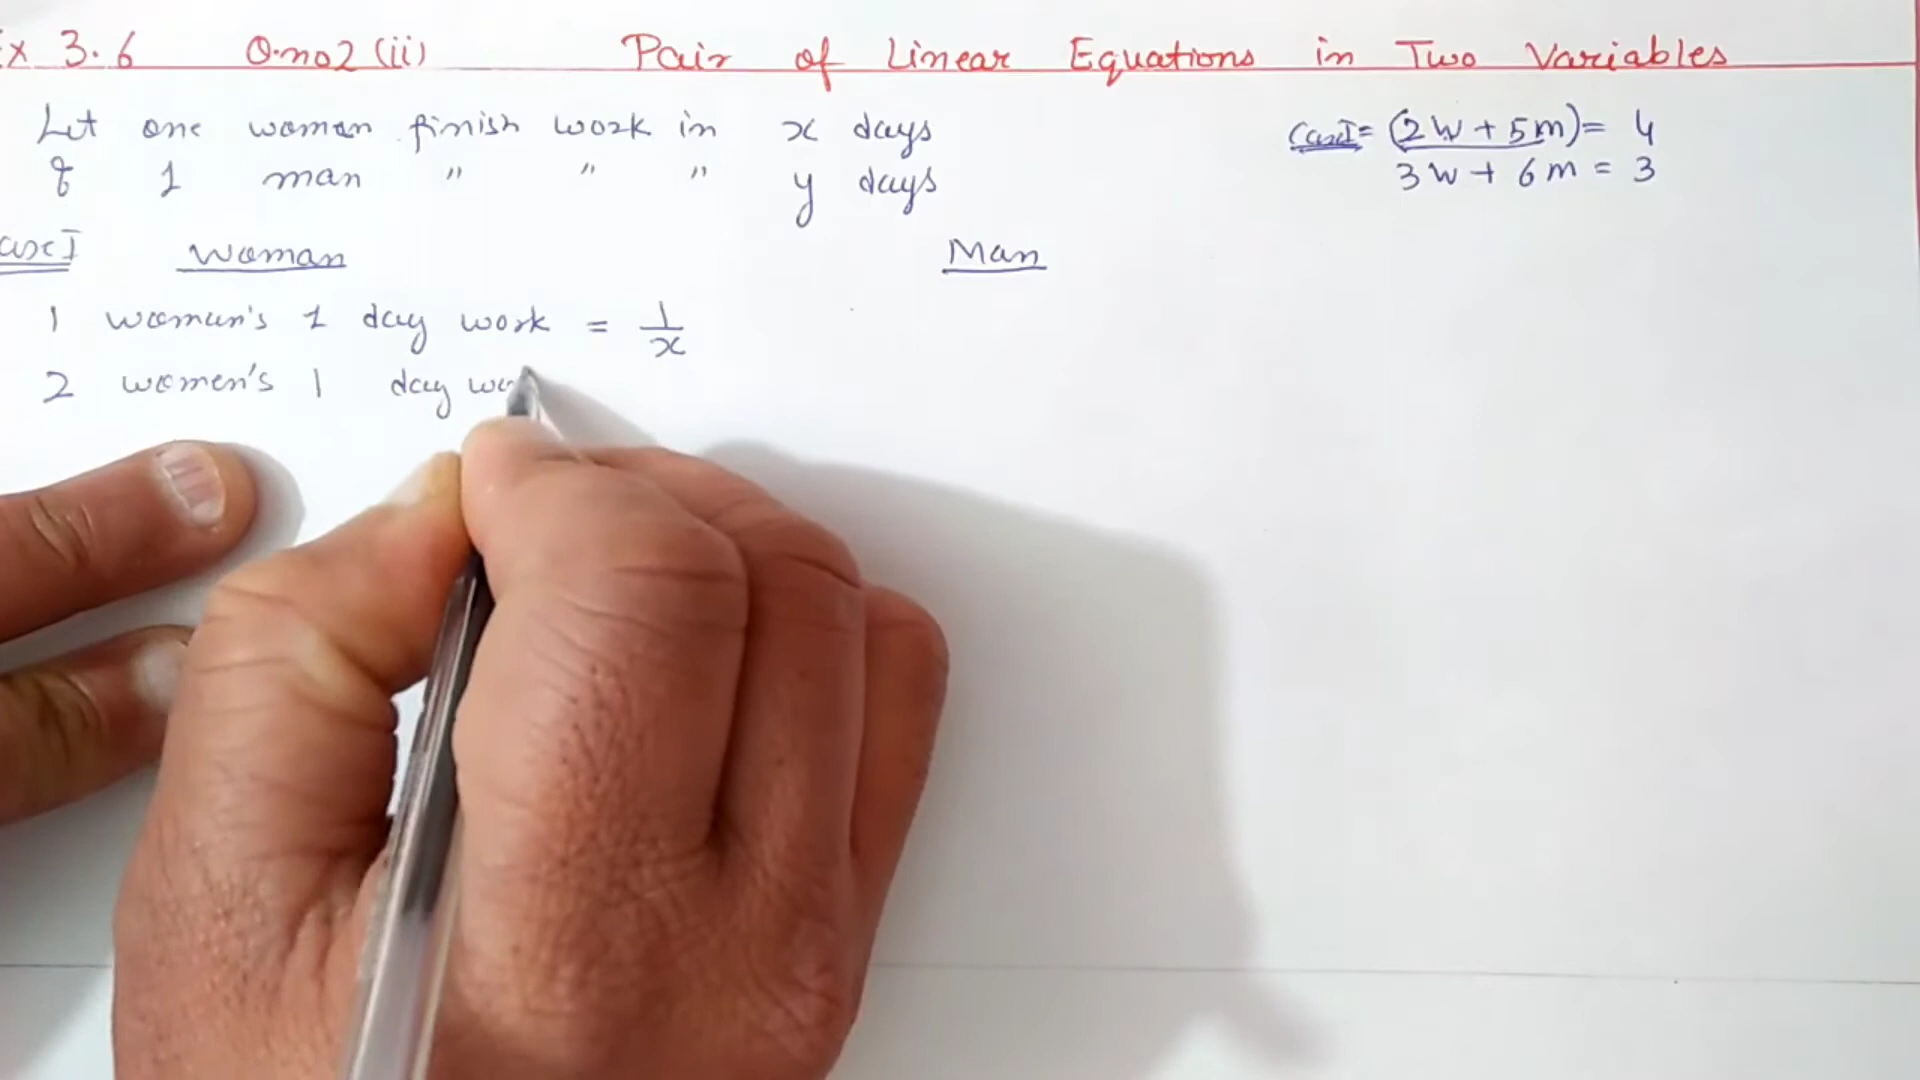 Ex 3.6 Q.no2 (ii) Pair of Linear Equations in Two Variables
Let one woman finish work in x days
& 1 man " " " y days
Case I = (2w + 5m) = 4
3w + 6m = 3
Case I Woman Man
1 woman's 1 day work = 1/x
2 women's 1 day wo